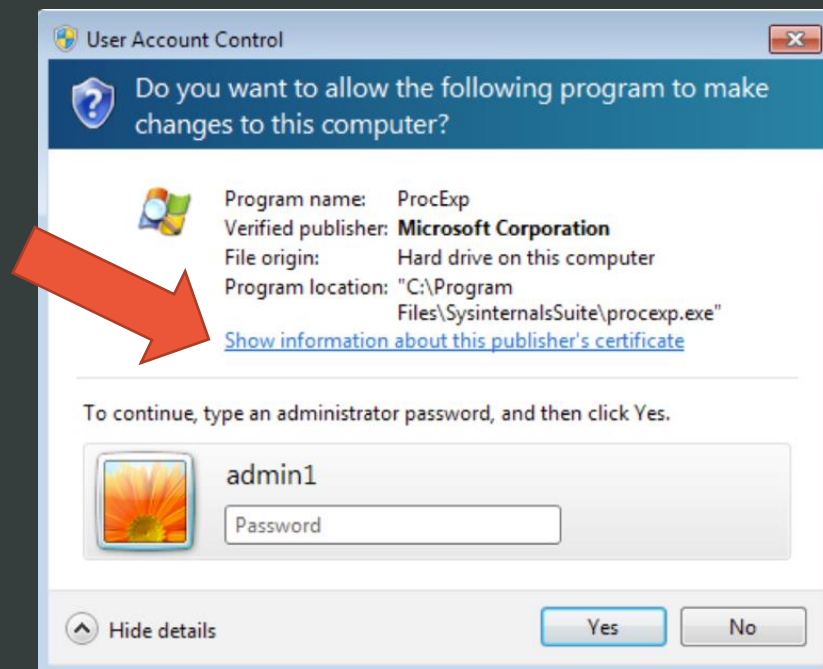 User Account Control
Do you want to allow the following program to make
changes to this computer?
Program name: ProcExp
Verified publisher: Microsoft Corporation
File origin: Hard drive on this computer
Program location: "C:\Program
Files\SysinternalsSuite\procexp.exe"
Show information about this publisher's certificate
To continue, type an administrator password, and then click Yes.
admin1
Password
Hide details
Yes
No